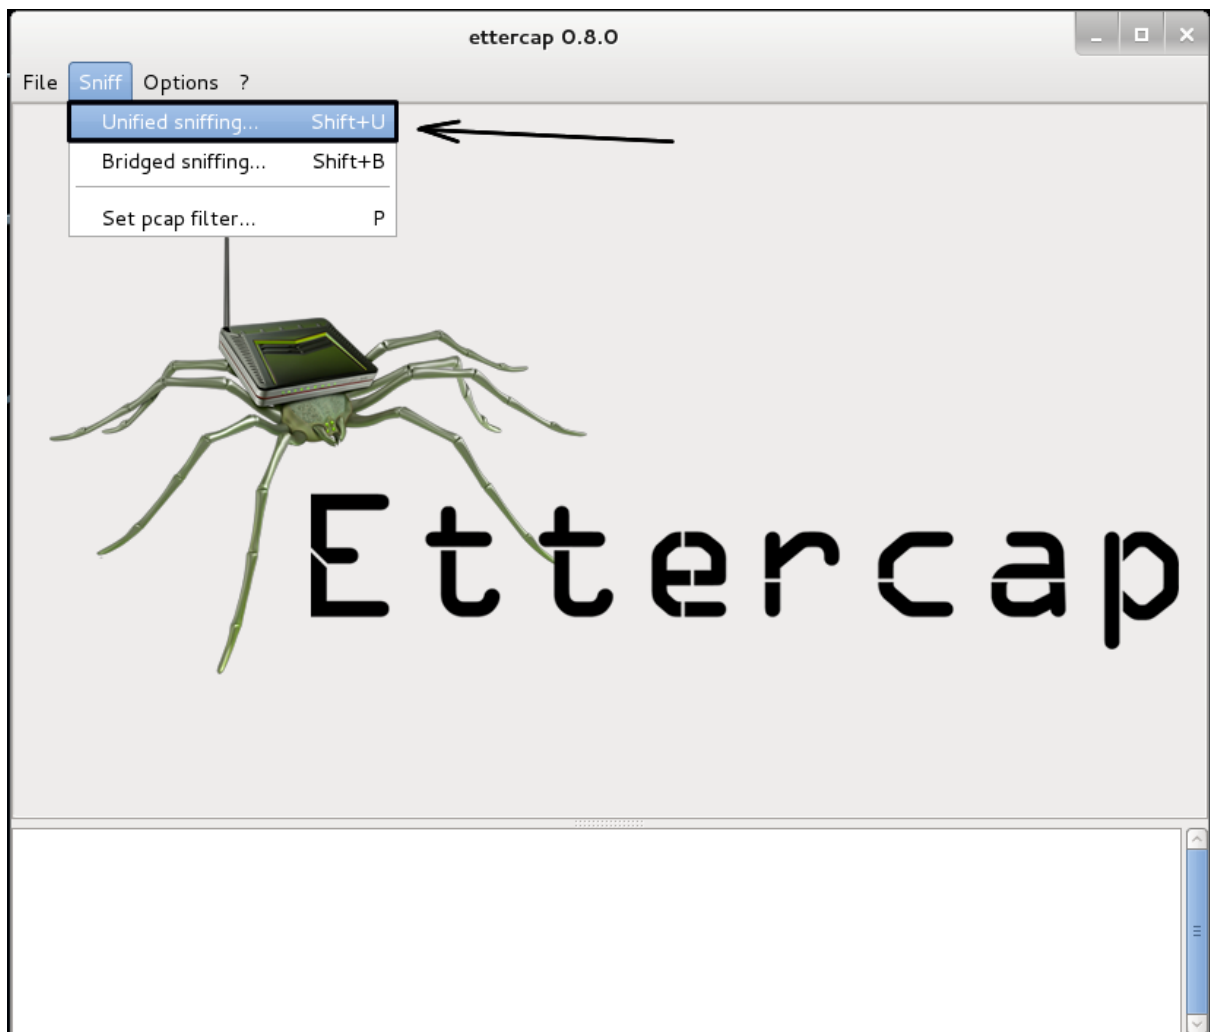 ettercap 0.8.0
File Sniff Options ?
Unified sniffing... Shift+U
Bridged sniffing... Shift+B
Set pcap filter... P
Ettercap